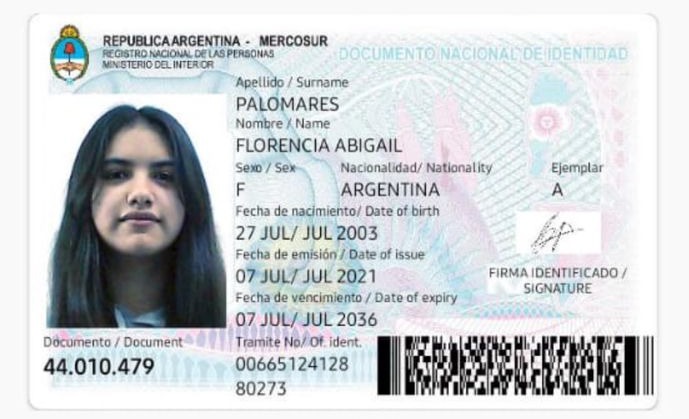 REPUBLICA ARGENTINA - MERCOSUR
REGISTRO NACIONAL DE LAS PERSONAS
MINISTERIO DEL INTERIOR
DOCUMENTO NACIONAL DE IDENTIDAD
Apellido / Surname
PALOMARES
Nombre / Name
FLORENCIA ABIGAIL
Sexo / Sex Nacionalidad/ Nationality Ejemplar
F ARGENTINA A
Fecha de nacimiento/ Date of birth
27 JUL/ JUL 2003
Fecha de emisión / Date of issue
07 JUL/ JUL 2021
FIRMA IDENTIFICADO /
SIGNATURE
Fecha de vencimiento / Date of expiry
07 JUL/ JUL 2036
Documento / Document
44.010.479
Tramite No/ Of. ident.
00665124128
80273